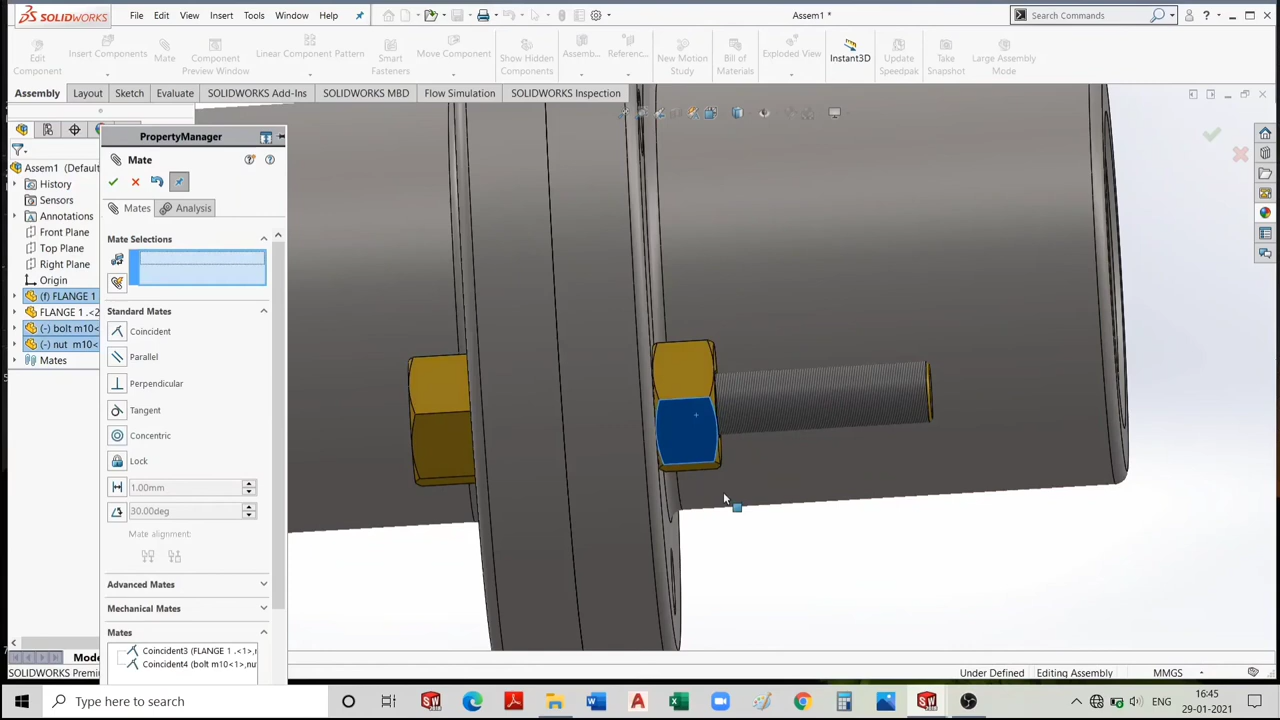 SOLIDWORKS
File Edit View Insert Tools Window Help
Assem1 *
Search Commands
Edit Component
Insert Components
Mate
Component Preview Window
Linear Component Pattern
Smart Fasteners
Move Component
Show Hidden Components
Assemb...
Referenc...
New Motion Study
Bill of Materials
Exploded View
Instant3D
Update Speedpak
Take Snapshot
Large Assembly Mode
Assembly Layout Sketch Evaluate SOLIDWORKS Add-Ins SOLIDWORKS MBD Flow Simulation SOLIDWORKS Inspection
Assem1 (Default
History
Sensors
Annotations
Front Plane
Top Plane
Right Plane
Origin
(f) FLANGE 1
FLANGE 1 .<2
(-) bolt m10<
(-) nut m10<
Mates
PropertyManager
Mate
Mates Analysis
Mate Selections
Standard Mates
Coincident
Parallel
Perpendicular
Tangent
Concentric
Lock
1.00mm
30.00deg
Mate alignment:
Advanced Mates
Mechanical Mates
Mates
Coincident3 (FLANGE 1 .<1>,
Coincident4 (bolt m10<1>,nu
Mode
SOLIDWORKS Premi
Under Defined Editing Assembly MMGS
Type here to search
ENG
16:45
29-01-2021